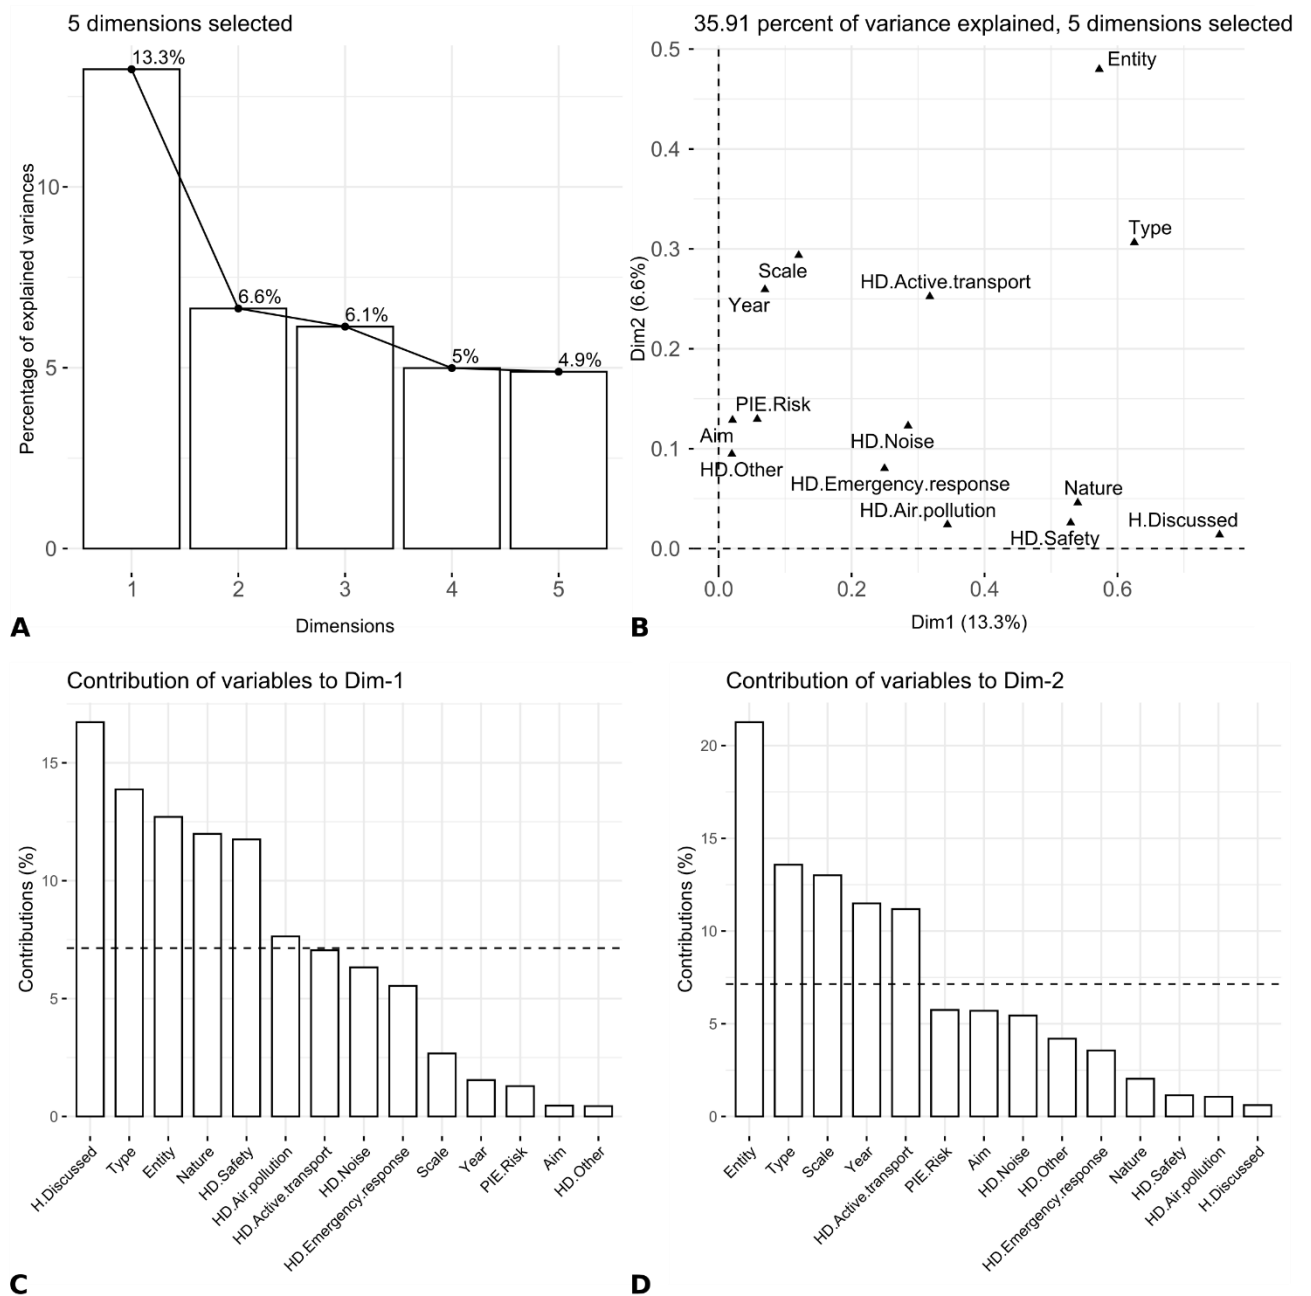 5 dimensions selected
13.3%
6.6%
6.1%
5%
4.9%
10
5
0
Percentage of explained variances
1 2 3 4 5
Dimensions
A
35.91 percent of variance explained, 5 dimensions selected
Entity
Type
Scale
HD.Active.transport
Year
PIE.Risk
Aim
HD.Noise
HD.Other
HD.Emergency.response
Nature
HD.Air.pollution
H.Discussed
HD.Safety
0.5
0.4
0.3
0.2
0.1
0.0
Dim2 (6.6%)
0.0 0.2 0.4 0.6
Dim1 (13.3%)
B
Contribution of variables to Dim-1
15
10
5
0
Contributions (%)
H.Discussed
Type
Entity
Nature
HD.Safety
HD.Air.pollution
HD.Active.transport
HD.Noise
HD.Emergency.response
Scale
Year
PIE.Risk
Aim
HD.Other
C
Contribution of variables to Dim-2
20
15
10
5
0
Contributions (%)
Entity
Type
Scale
Year
HD.Active.transport
PIE.Risk
Aim
HD.Noise
HD.Other
HD.Emergency.response
Nature
HD.Safety
HD.Air.pollution
H.Discussed
D